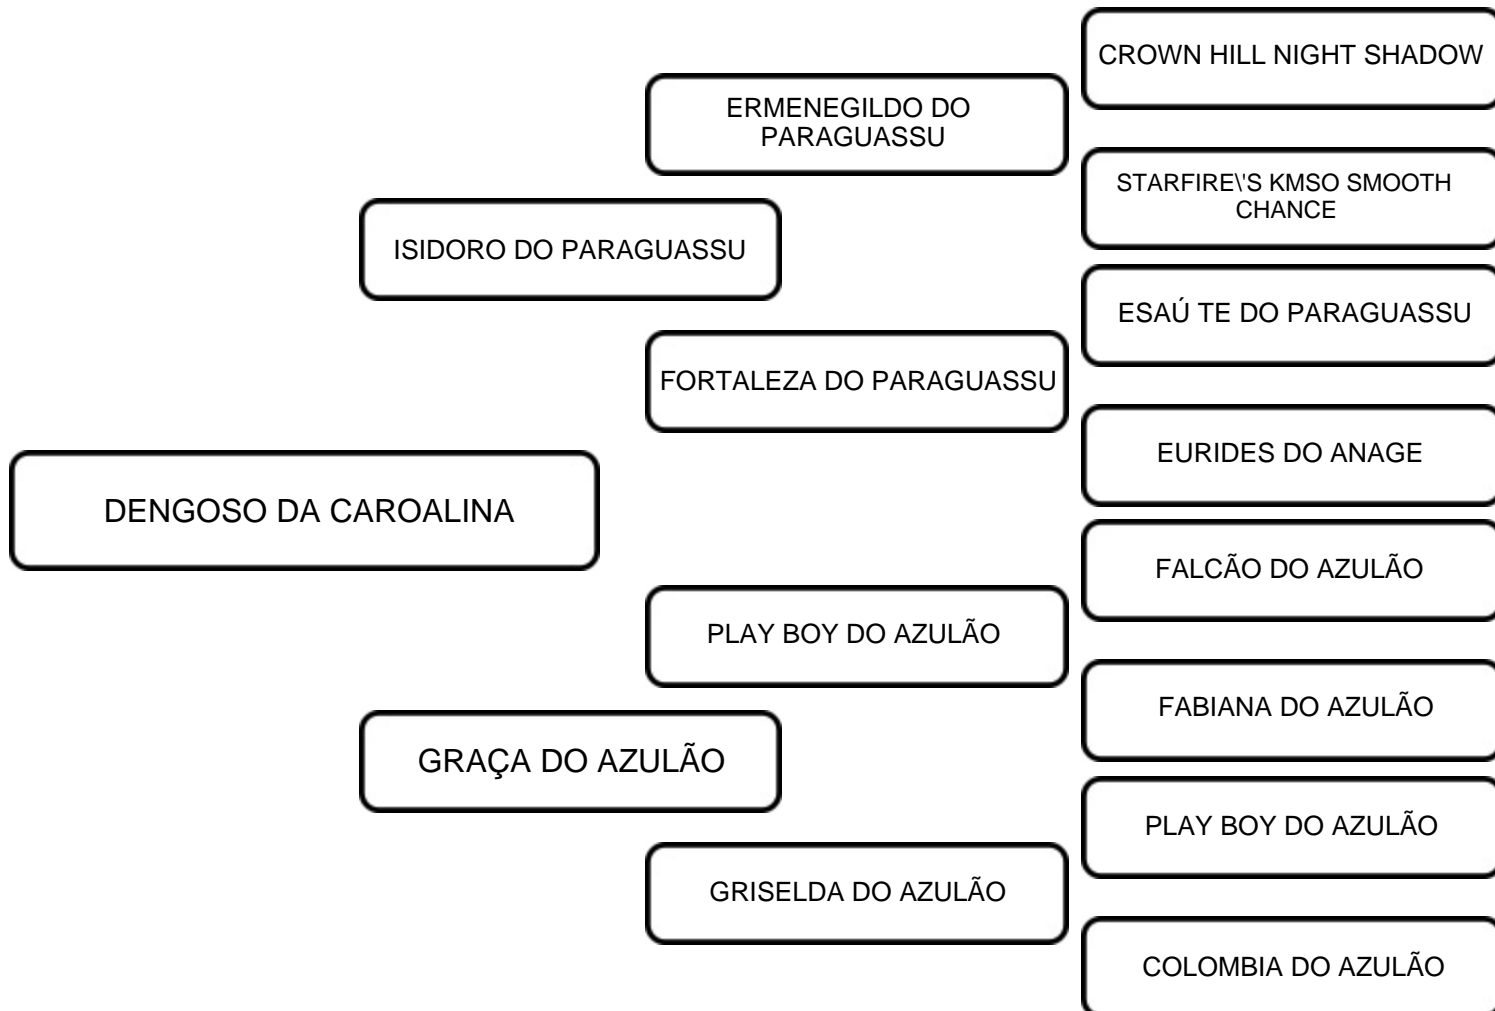 CROWN HILL NIGHT SHADOW
ERMENEGILDO DO
PARAGUASSU
STARFIRE\'S KMSO SMOOTH
CHANCE
ISIDORO DO PARAGUASSU
ESAÚ TE DO PARAGUASSU
FORTALEZA DO PARAGUASSU
EURIDES DO ANAGE
DENGOSO DA CAROALINA
FALCÃO DO AZULÃO
PLAY BOY DO AZULÃO
FABIANA DO AZULÃO
GRAÇA DO AZULÃO
PLAY BOY DO AZULÃO
GRISELDA DO AZULÃO
COLOMBIA DO AZULÃO